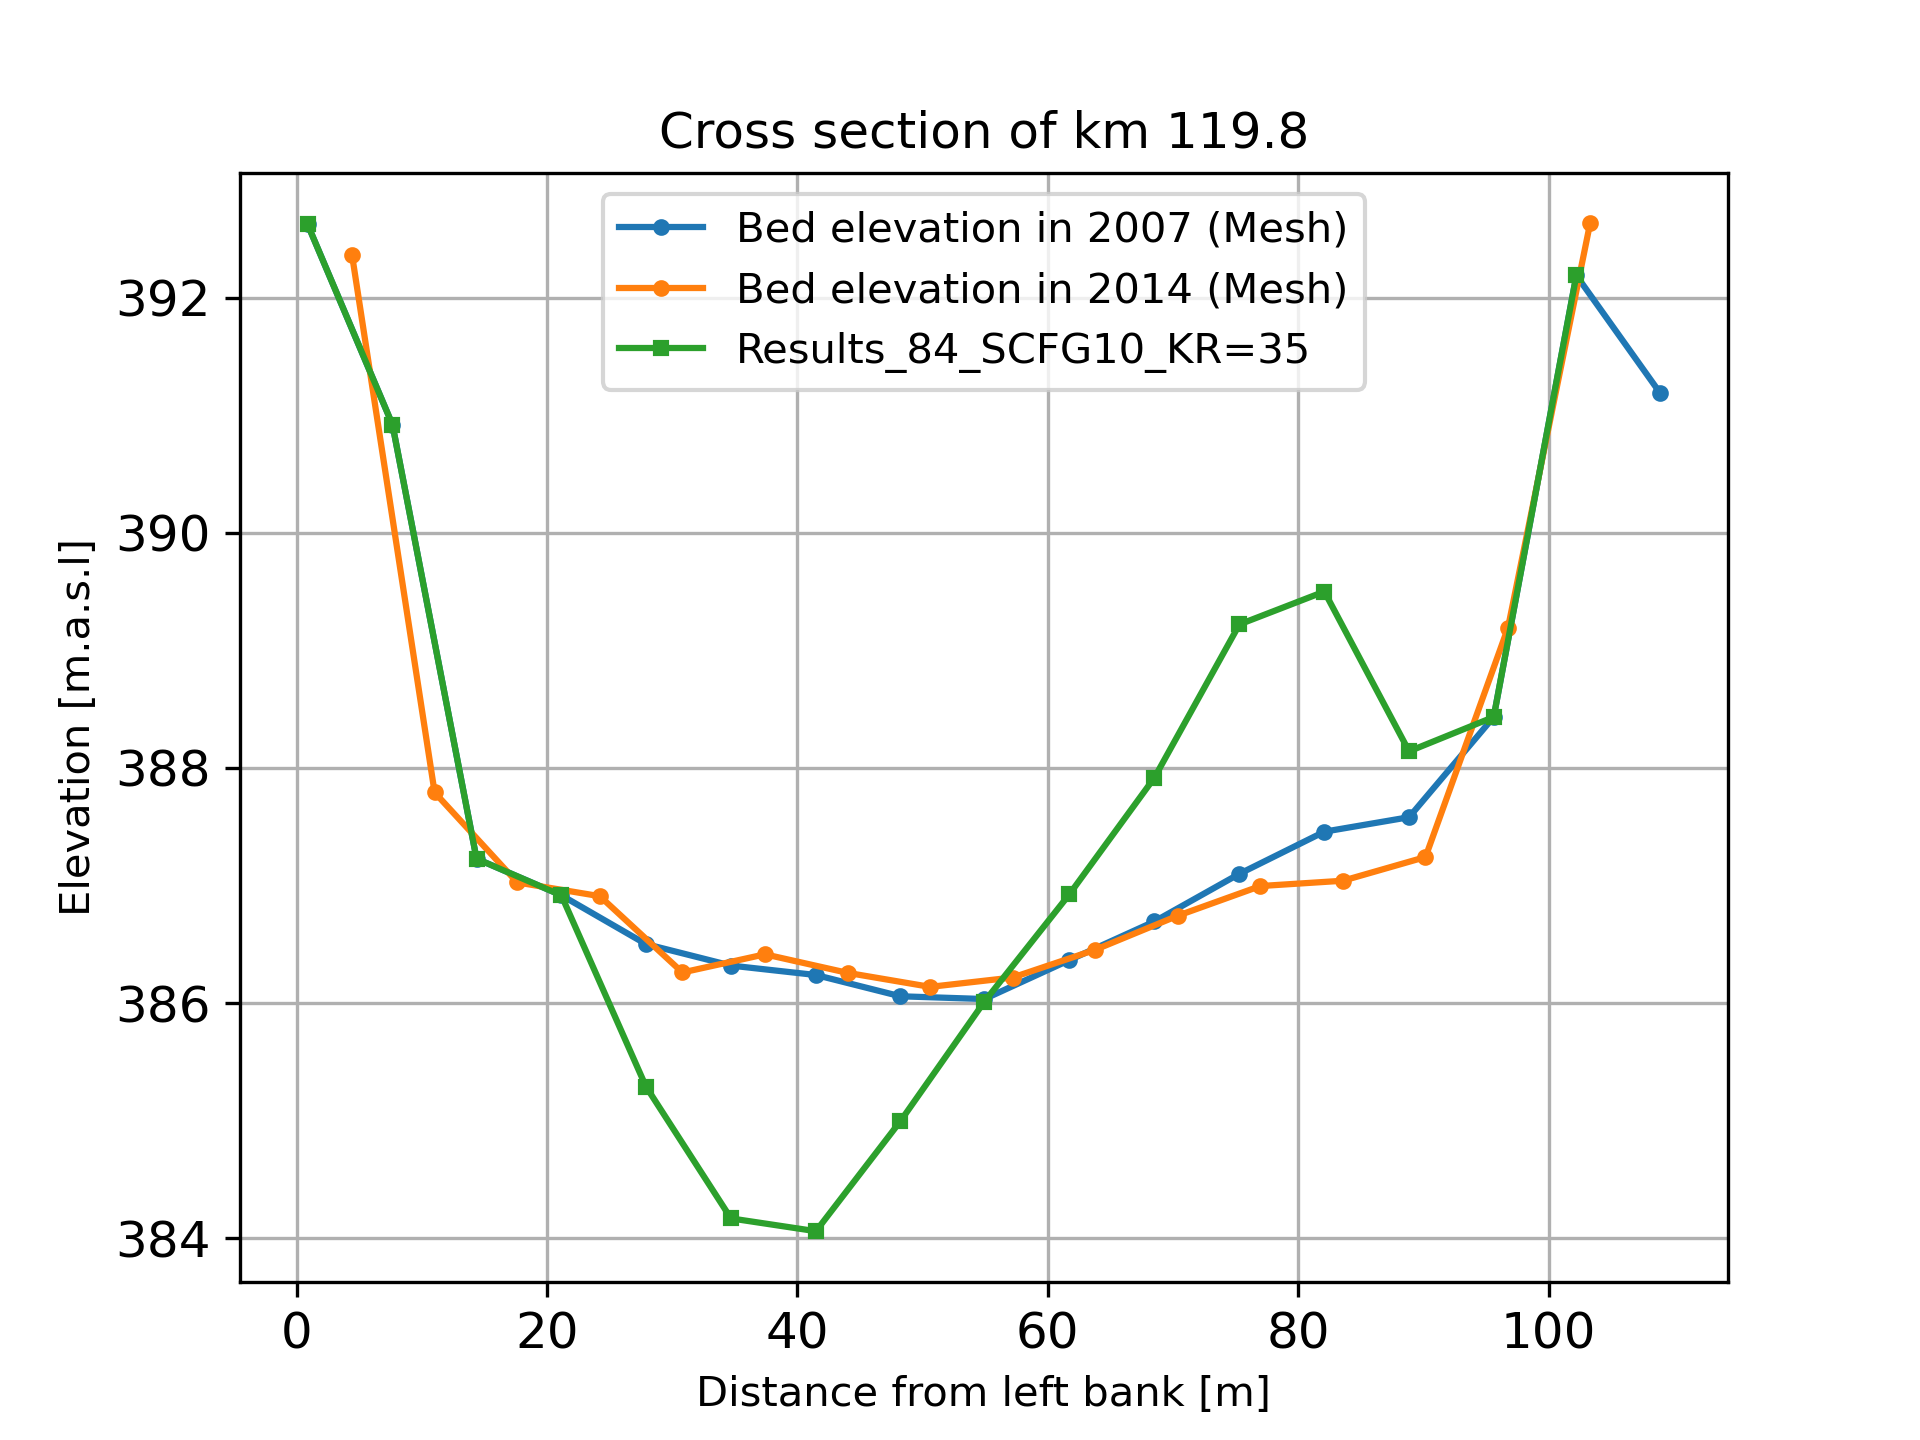 Cross section of km 119.8
Bed elevation in 2007 (Mesh)
Bed elevation in 2014 (Mesh)
Results_84_SCFG10_KR=35
392
390
388
386
384
Elevation [m.a.s.l]
0 20 40 60 80 100
Distance from left bank [m]